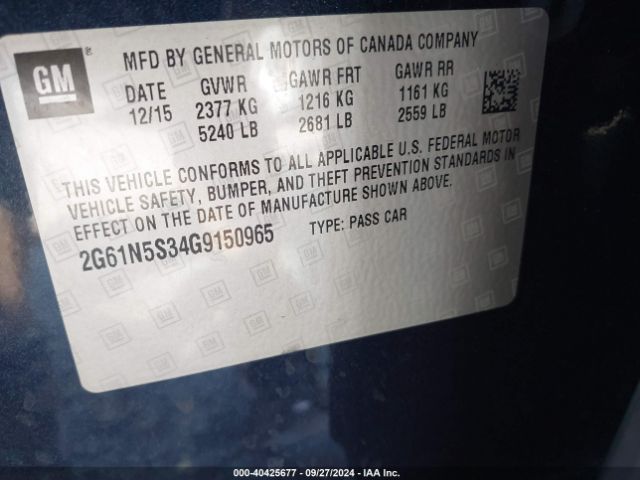 GM
MFD BY GENERAL MOTORS OF CANADA COMPANY
DATE GVWR GAWR FRT GAWR RR
12/15 2377 KG 1216 KG 1161 KG
5240 LB 2681 LB 2559 LB
THIS VEHICLE CONFORMS TO ALL APPLICABLE U.S. FEDERAL MOTOR
VEHICLE SAFETY, BUMPER, AND THEFT PREVENTION STANDARDS IN
EFFECT ON THE DATE OF MANUFACTURE SHOWN ABOVE.
2G61N5S34G9150965 TYPE: PASS CAR
000-40425677 - 09/27/2024 - IAA Inc.